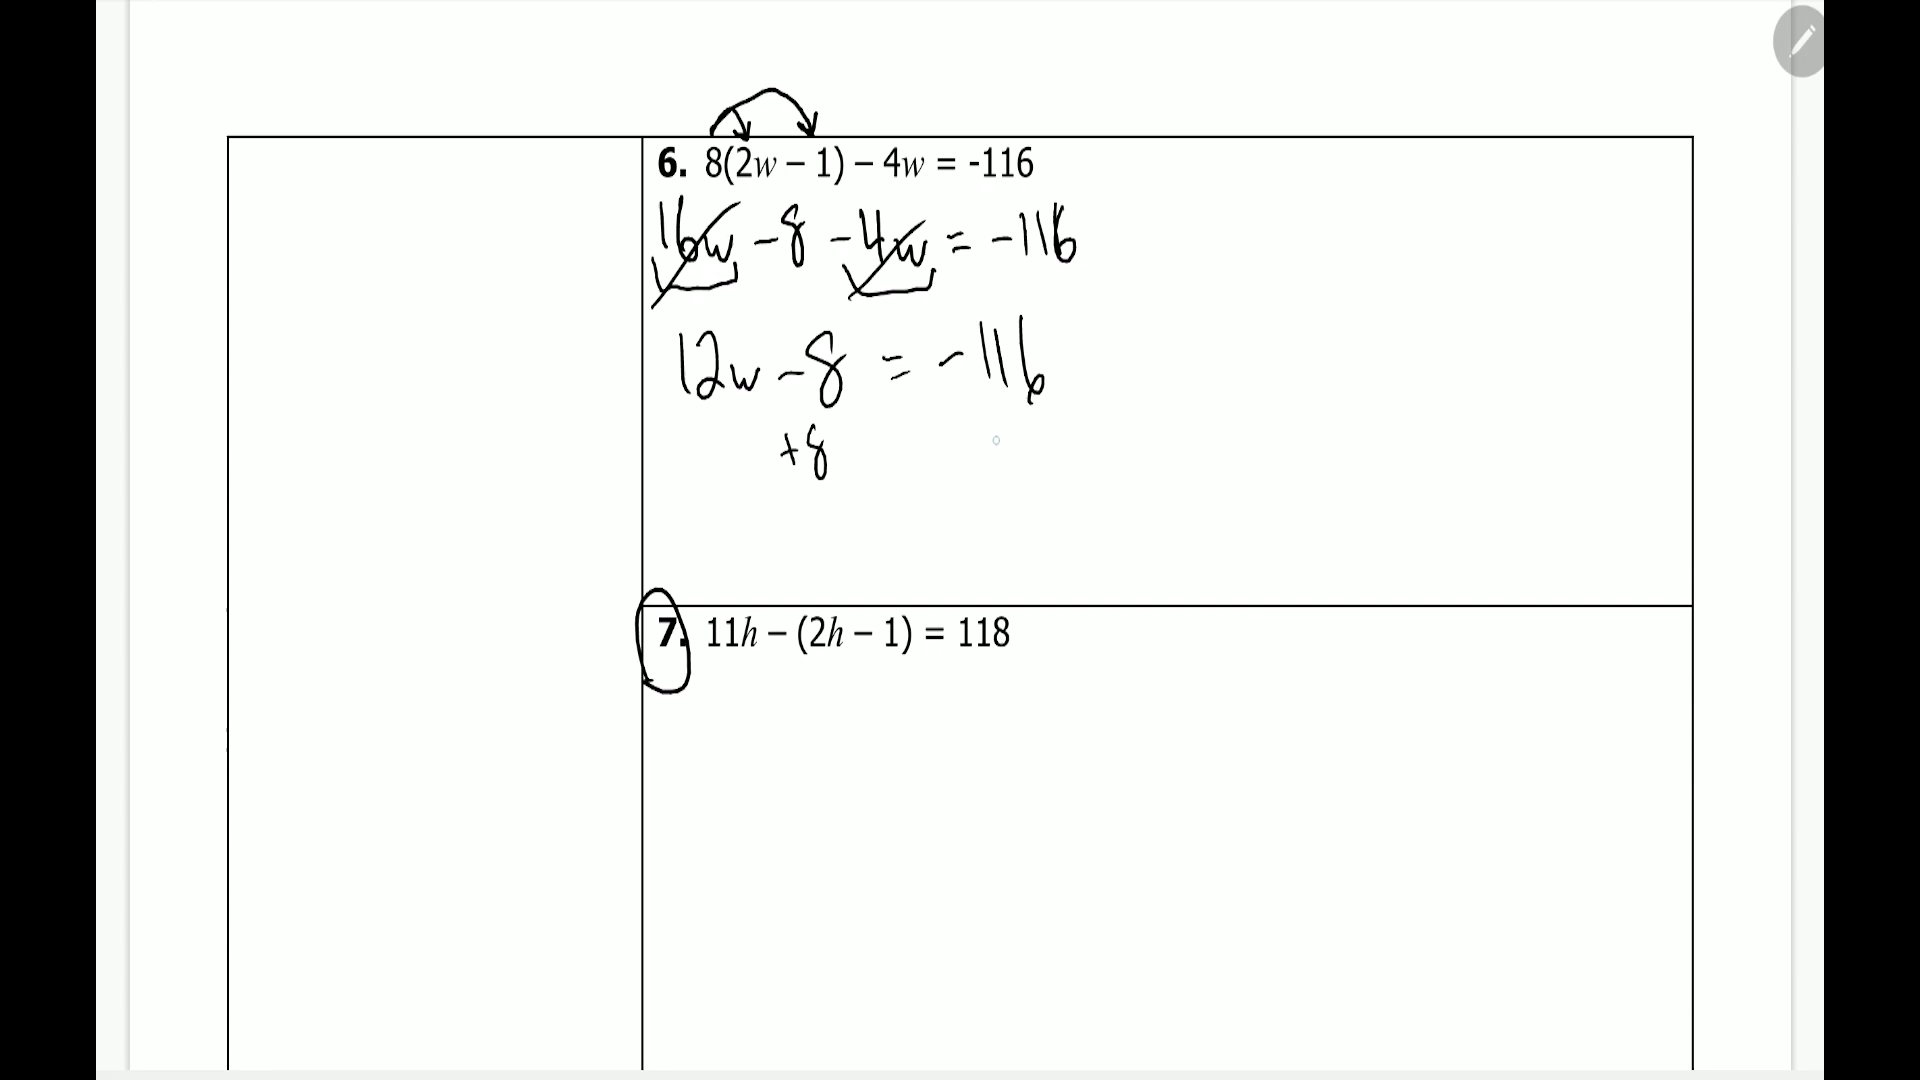 6. 8(2w – 1) – 4w = -116
16w - 8 - 4w = -116
12w - 8 = -116
+8
7. 11h – (2h – 1) = 118